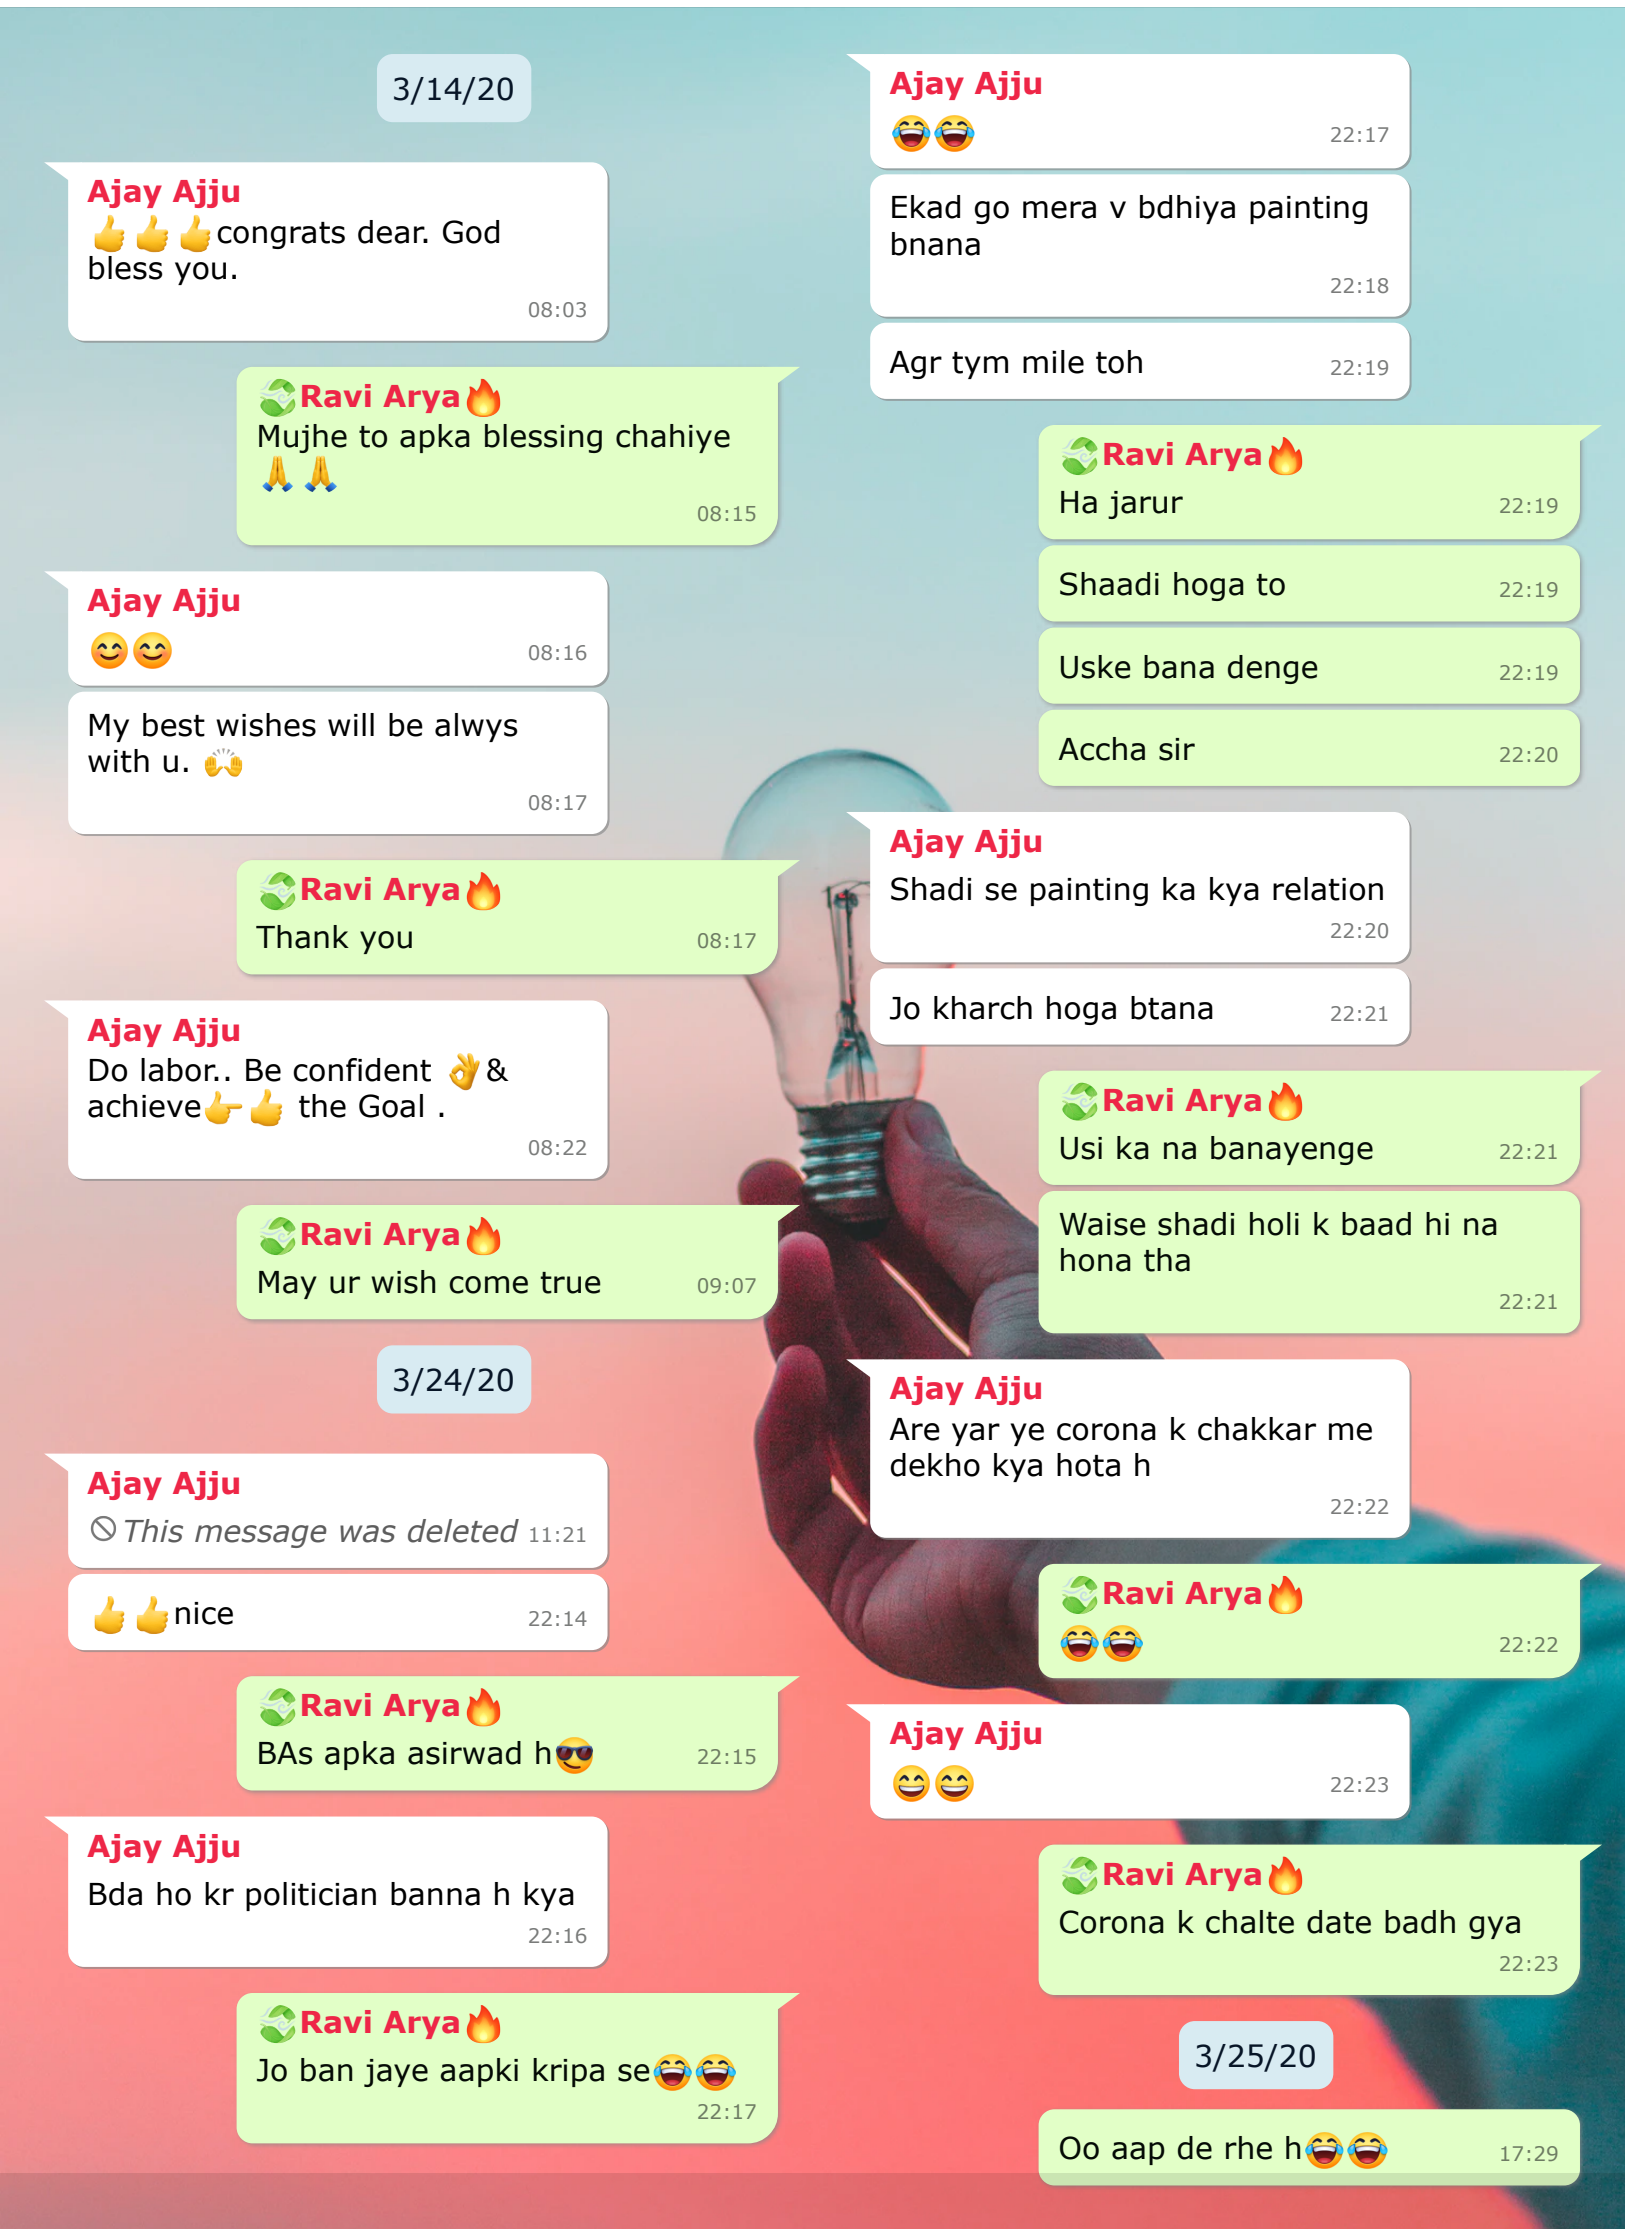 3/14/20
Ajay Ajju
👍👍👍congrats dear. God
bless you.
08:03
🍃Ravi Arya🔥
Mujhe to apka blessing chahiye
🙏🙏
08:15
Ajay Ajju
😊😊 08:16
My best wishes will be alwys
with u. 🙌
08:17
Ravi Arya🔥
Thank you 08:17
Ajay Ajju
Do labor.. Be confident 👌&
achieve👉👍 the Goal .
08:22
Ravi Arya🔥
May ur wish come true 09:07
3/24/20
Ajay Ajju
🚫This message was deleted 11:21
👍👍nice 22:14
Ravi Arya🔥
BAs apka asirwad h😎 22:15
Ajay Ajju
Bda ho kr politician banna h kya
22:16
Ravi Arya🔥
Jo ban jaye aapki kripa se😂😂
22:17
Ajay Ajju
😂😂 22:17
Ekad go mera v bdhiya painting
bnana
22:18
Agr tym mile toh 22:19
Ravi Arya🔥
Ha jarur 22:19
Shaadi hoga to 22:19
Uske bana denge 22:19
Accha sir 22:20
Ajay Ajju
Shadi se painting ka kya relation
22:20
Jo kharch hoga btana 22:21
Ravi Arya🔥
Usi ka na banayenge 22:21
Waise shadi holi k baad hi na
hona tha
22:21
Ajay Ajju
Are yar ye corona k chakkar me
dekho kya hota h
22:22
Ravi Arya🔥
😂😂 22:22
Ajay Ajju
😄😄 22:23
Ravi Arya🔥
Corona k chalte date badh gya
22:23
3/25/20
Oo aap de rhe h😂😂 17:29